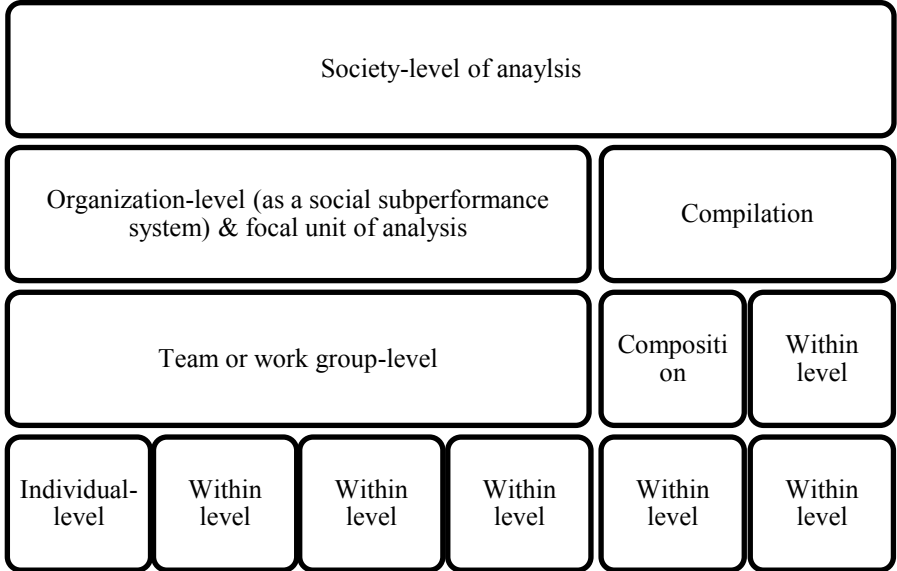 Society-level of anaylsis
Organization-level (as a social subperformance
system) & focal unit of analysis
Compilation
Team or work group-level
Compositi
on
Within
level
Individual-
level
Within
level
Within
level
Within
level
Within
level
Within
level